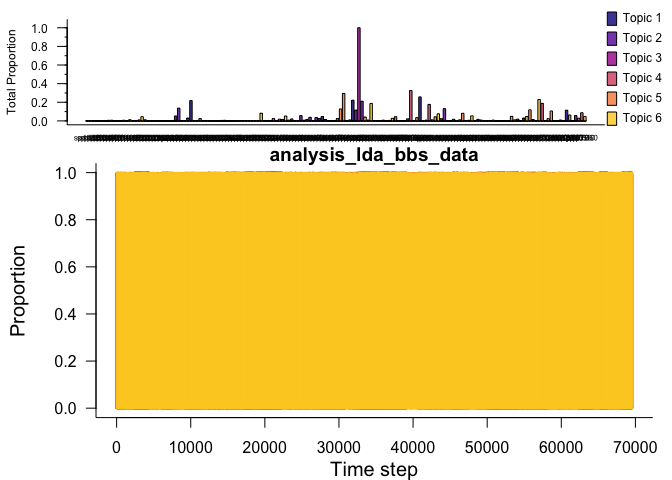 Total Proportion
1.0
0.8
0.6
0.4
0.2
0.0
Topic 1
Topic 2
Topic 3
Topic 4
Topic 5
Topic 6
analysis_lda_bbs_data
Proportion
1.0
0.8
0.6
0.4
0.2
0.0
0 10000 20000 30000 40000 50000 60000 70000
Time step